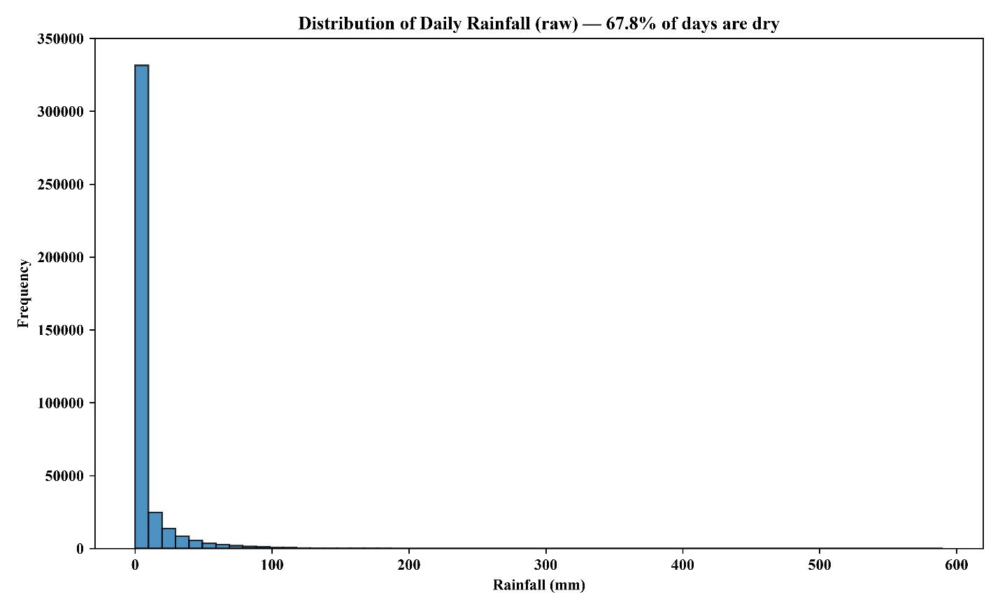 Distribution of Daily Rainfall (raw) — 67.8% of days are dry
350000
300000
250000
200000
150000
100000
50000
0
Frequency
0 100 200 300 400 500 600
Rainfall (mm)